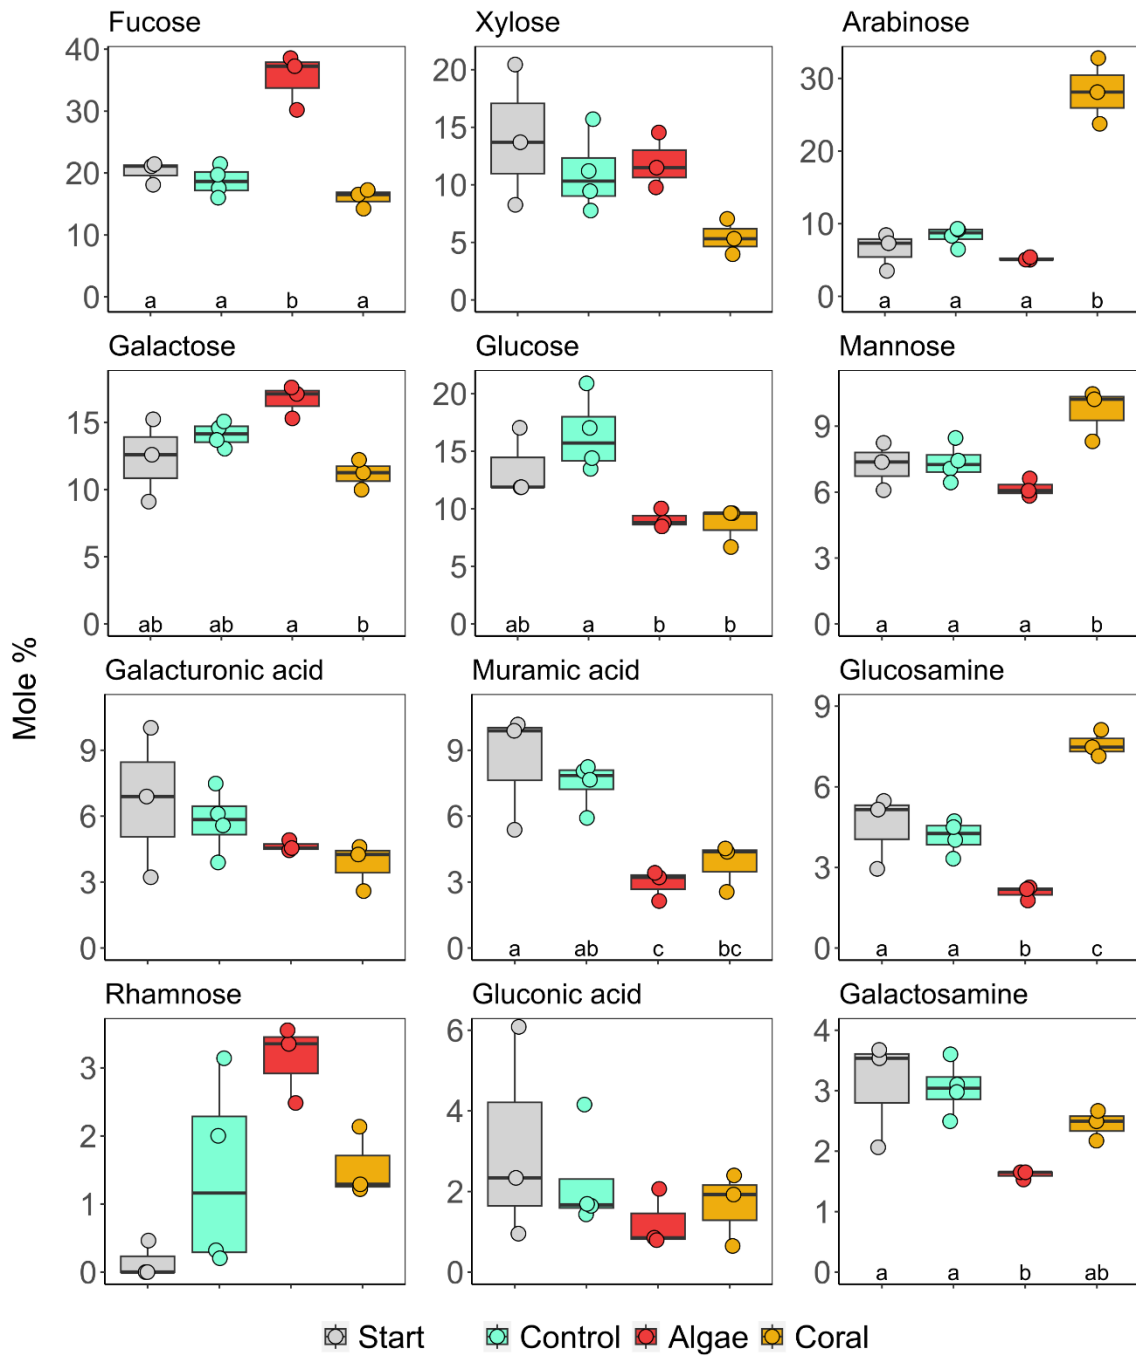 Fucose
Xylose
Arabinose
40
30
20
10
0
a a b a
20
15
10
5
0
30
20
10
0
a a a b
Galactose
Glucose
Mannose
15
10
5
0
ab ab a b
20
15
10
5
0
ab a b b
9
6
3
0
a a a b
Mole %
Galacturonic acid
Muramic acid
Glucosamine
9
6
3
0
9
6
3
0
a ab c bc
9
6
3
0
a a b c
Rhamnose
Gluconic acid
Galactosamine
3
2
1
0
6
4
2
0
4
3
2
1
0
a a b ab
Start Control Algae Coral